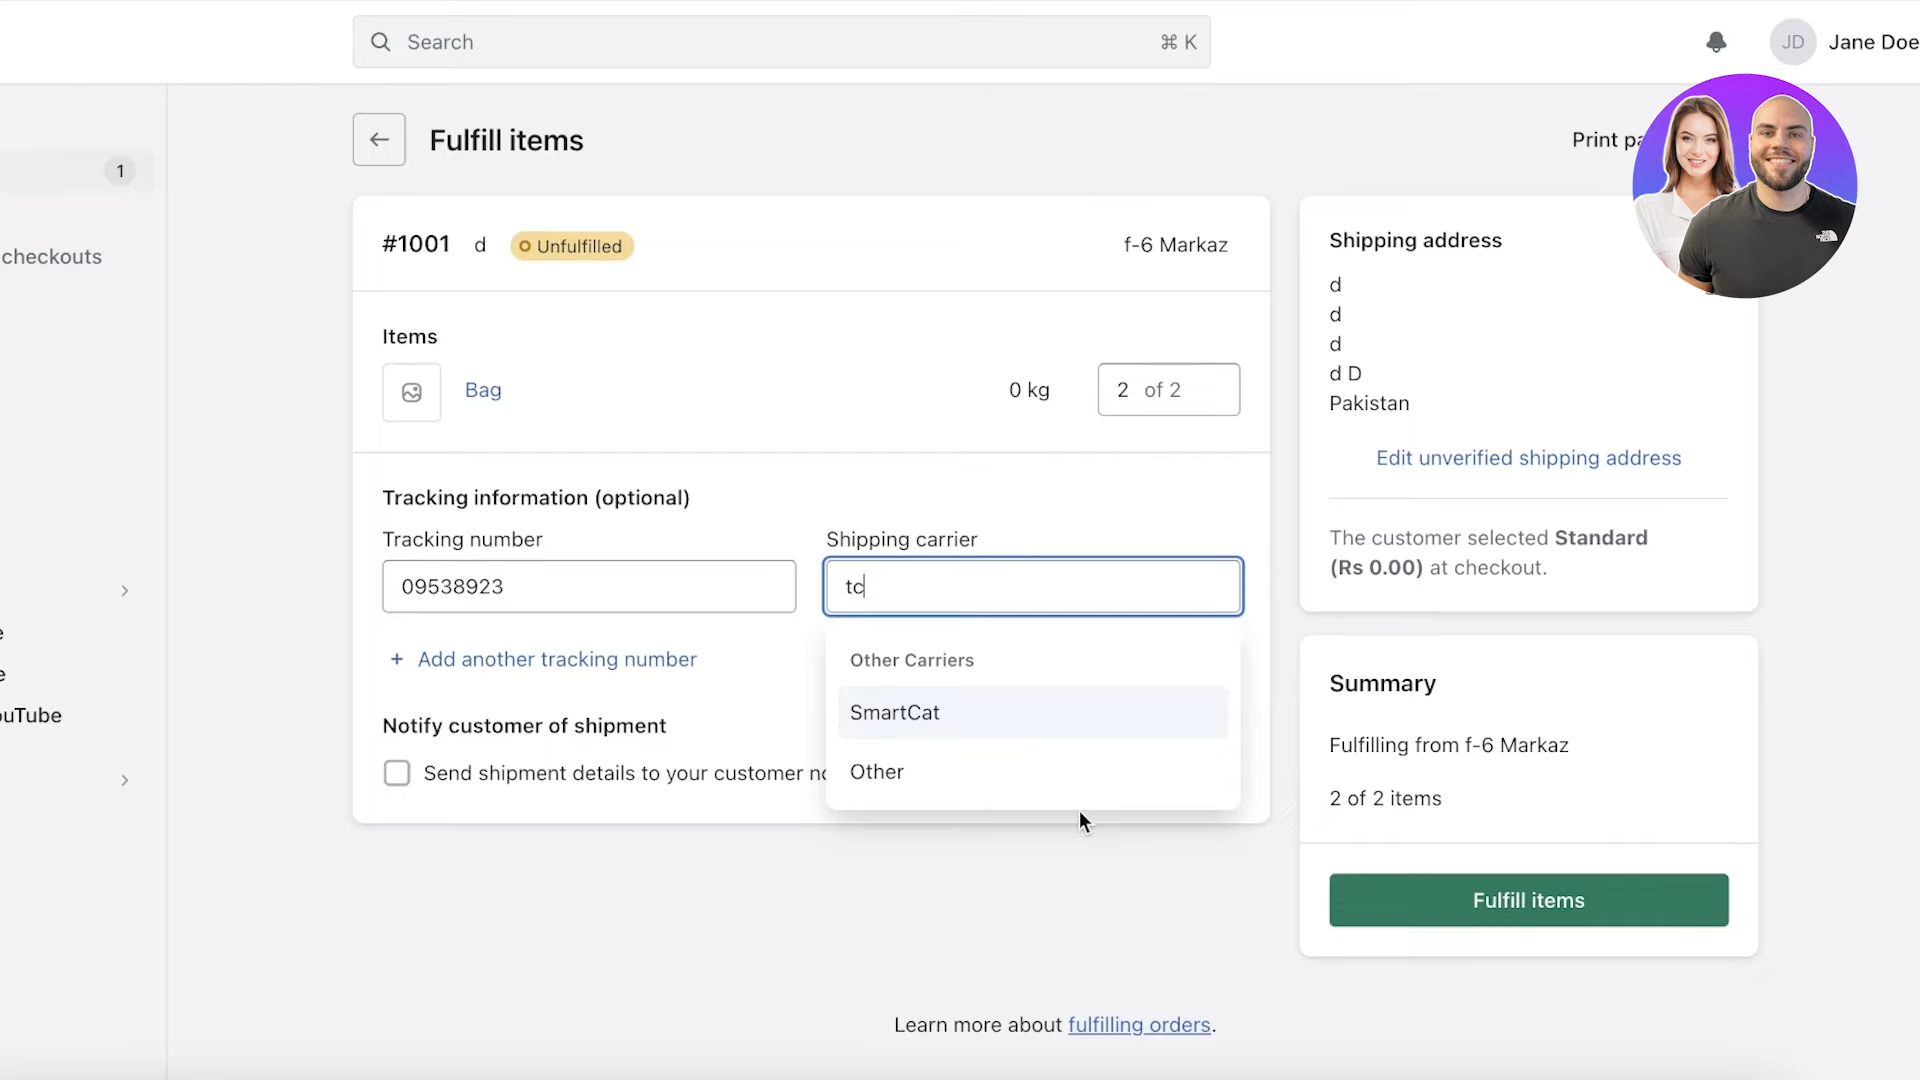 Search
⌘ K
JD
Jane Doe
Fulfill items
Print
1
checkouts
#1001
d
Unfulfilled
f-6 Markaz
Items
Bag
0 kg
2 of 2
Tracking information (optional)
Tracking number
Shipping carrier
09538923
tc
+ Add another tracking number
Other Carriers
SmartCat
Other
Notify customer of shipment
Send shipment details to your customer
ouTube
Shipping address
d
d
d
d D
Pakistan
Edit unverified shipping address
The customer selected Standard
(Rs 0.00) at checkout.
Summary
Fulfilling from f-6 Markaz
2 of 2 items
Fulfill items
Learn more about fulfilling orders.